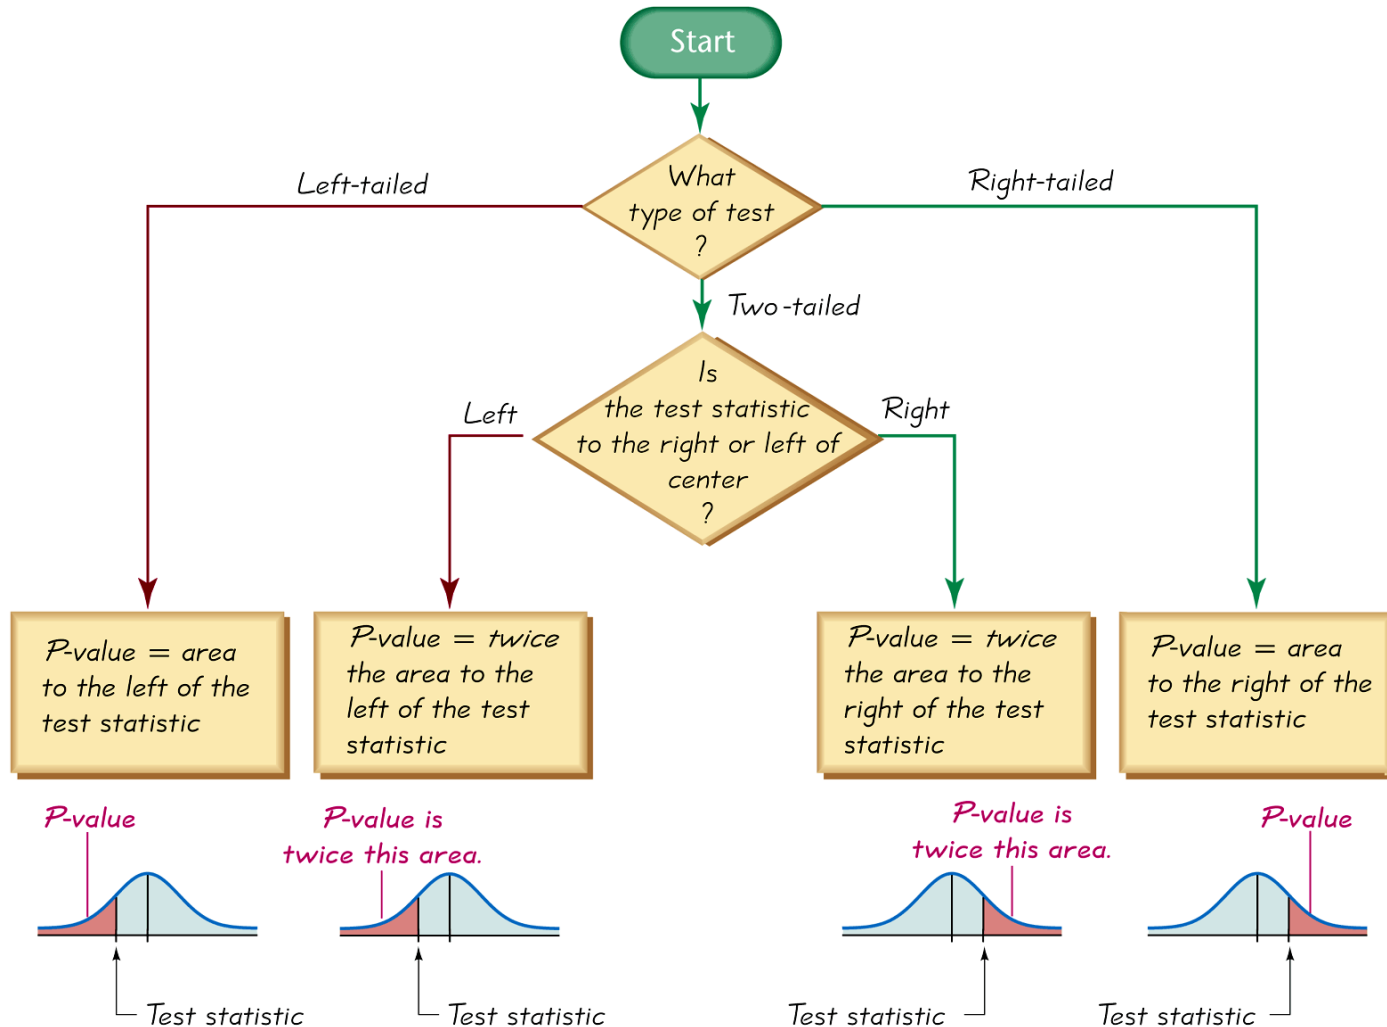 Start
What
type of test
?
Left-tailed
Right-tailed
Two-tailed
Is
the test statistic
to the right or left of
center
?
Left
Right
P-value = area
to the left of the
test statistic
P-value = twice
the area to the
left of the test
statistic
P-value = twice
the area to the
right of the test
statistic
P-value = area
to the right of the
test statistic
P-value
P-value is
twice this area.
P-value is
twice this area.
P-value
Test statistic
Test statistic
Test statistic
Test statistic